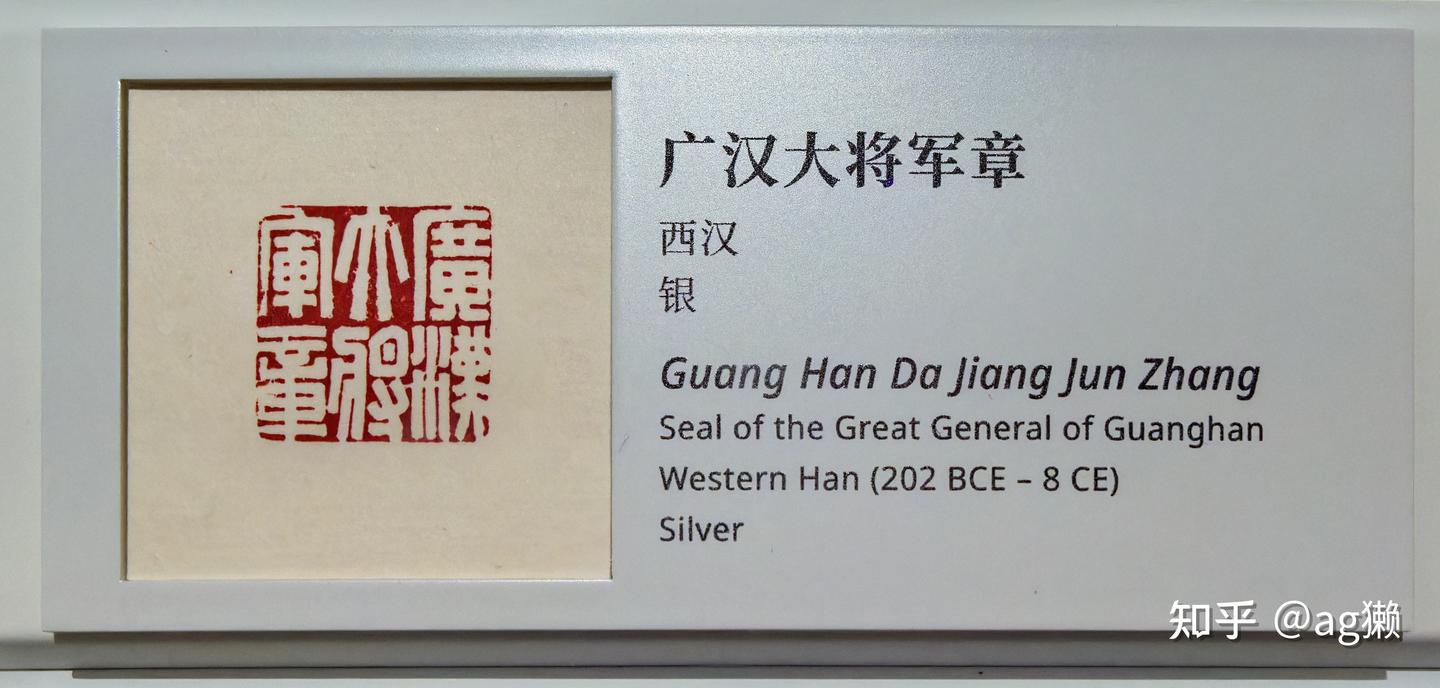 廣漢
大將
軍章
广汉大将军章
西汉
银
Guang Han Da Jiang Jun Zhang
Seal of the Great General of Guanghan
Western Han (202 BCE – 8 CE)
Silver
知乎 @ag獭